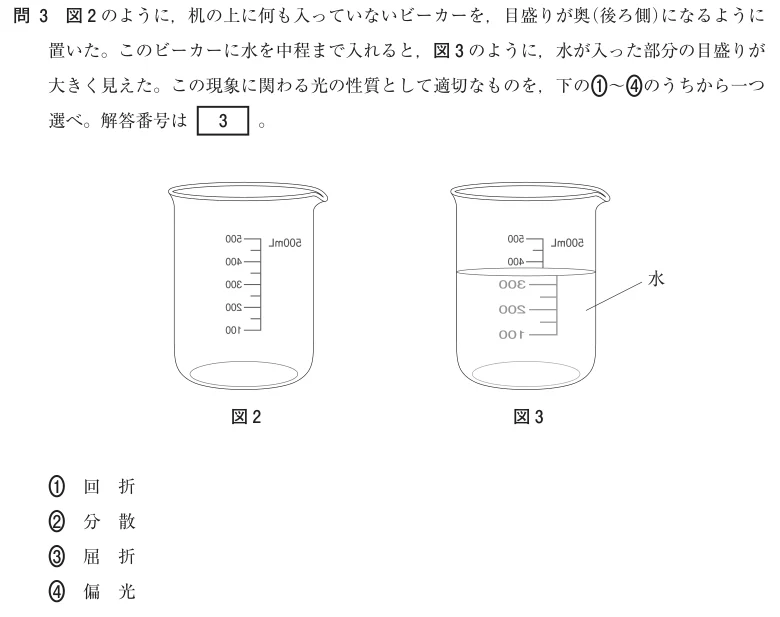 問 3 図2のように，机の上に何も入っていないビーカーを，目盛りが奥(後ろ側)になるように
置いた。このビーカーに水を中程まで入れると，図3のように，水が入った部分の目盛りが
大きく見えた。この現象に関わる光の性質として適切なものを，下の①～④のうちから一つ
選べ。解答番号は 3 。
500
500mL
400
300
200
100
図2
500
500mL
400
300
200
100
水
図3
① 回 折
② 分 散
③ 屈 折
④ 偏 光